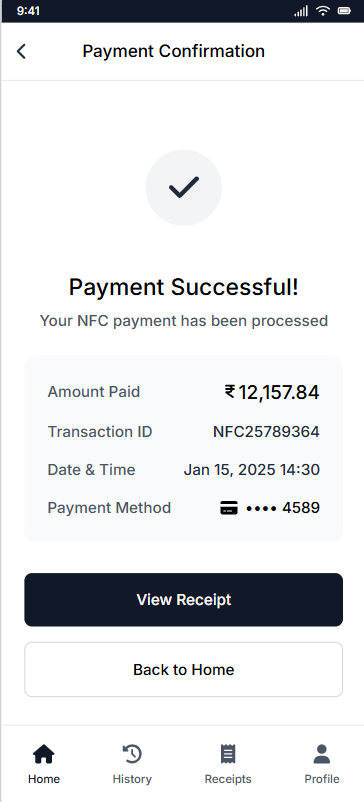 9:41
Payment Confirmation
Payment Successful!
Your NFC payment has been processed
Amount Paid ₹12,157.84
Transaction ID NFC25789364
Date & Time Jan 15, 2025 14:30
Payment Method •••• 4589
View Receipt
Back to Home
Home History Receipts Profile